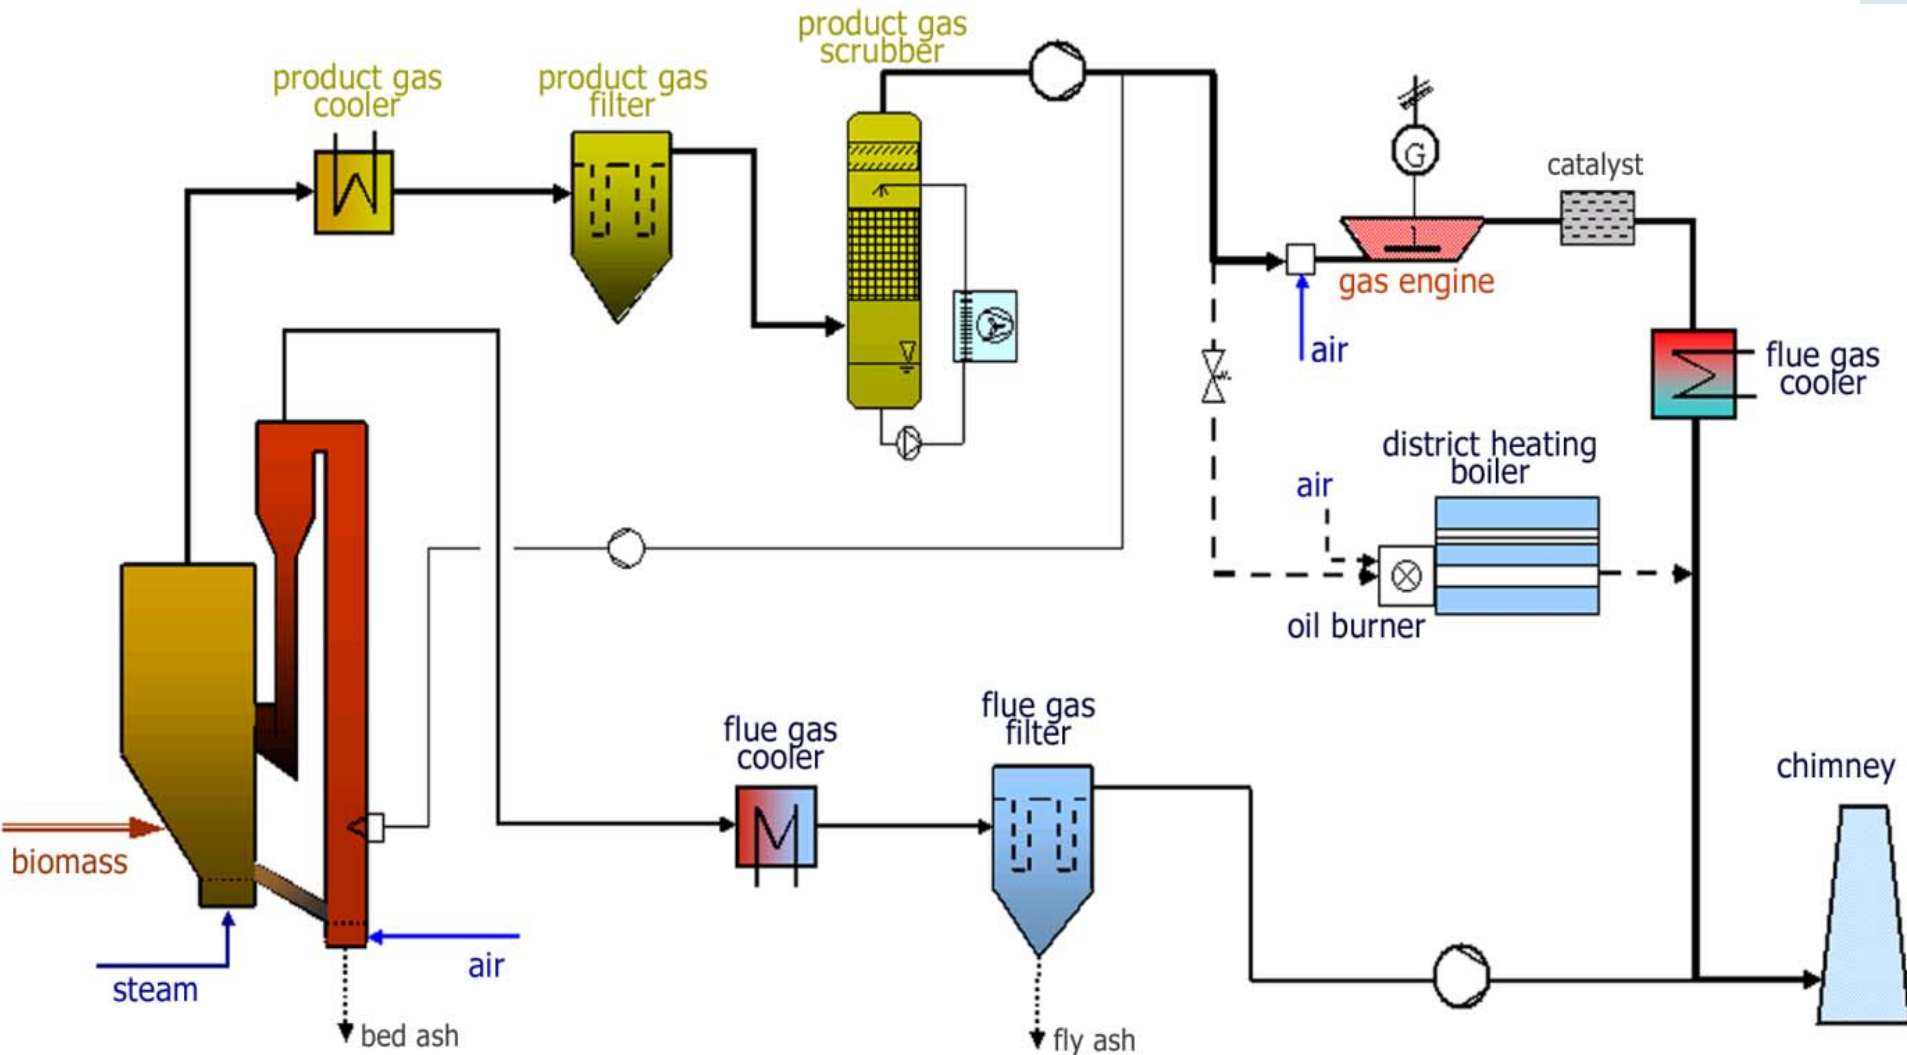 product gas
scrubber
product gas
cooler
product gas
filter
G
catalyst
gas engine
air
flue gas
cooler
district heating
boiler
air
oil burner
flue gas
cooler
flue gas
filter
chimney
biomass
steam
air
bed ash
fly ash